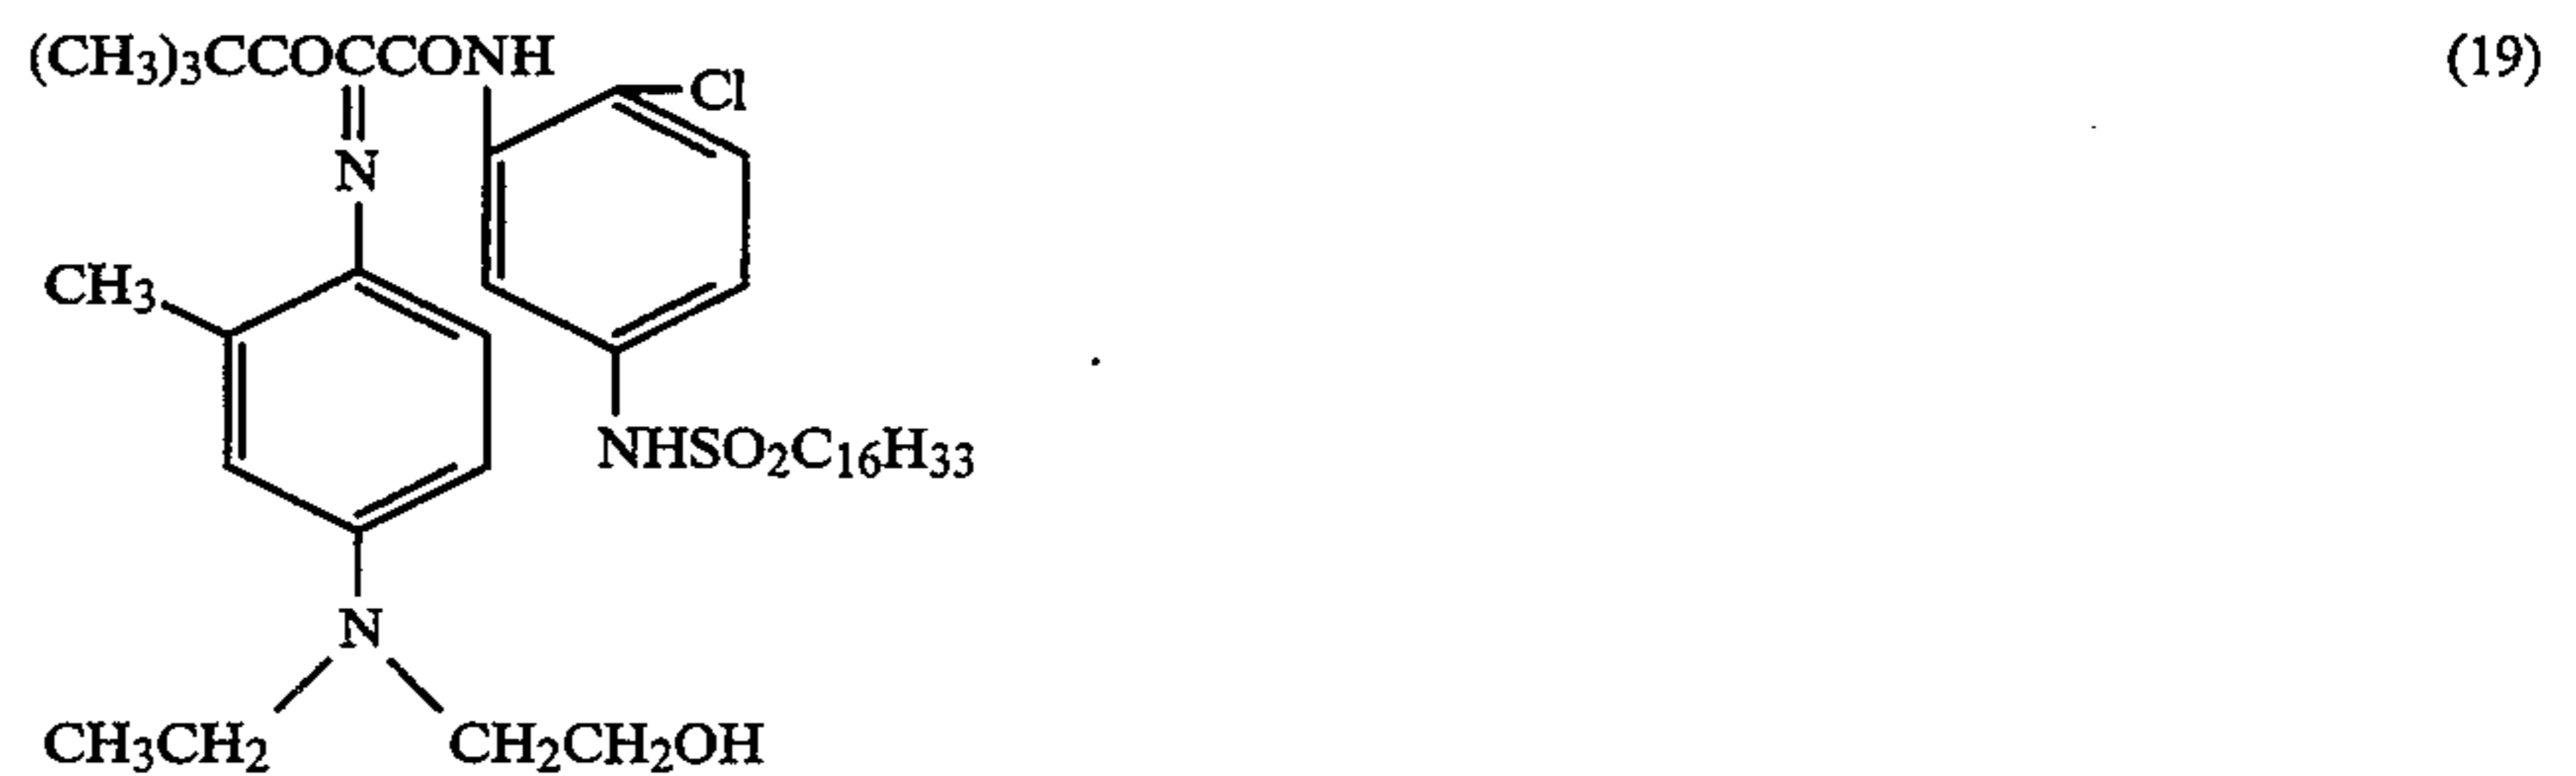 (CH3)3CCOCCONH (19)
Cl
N
CH3
NHSO2C16H33
N
CH3CH2 CH2CH2OH